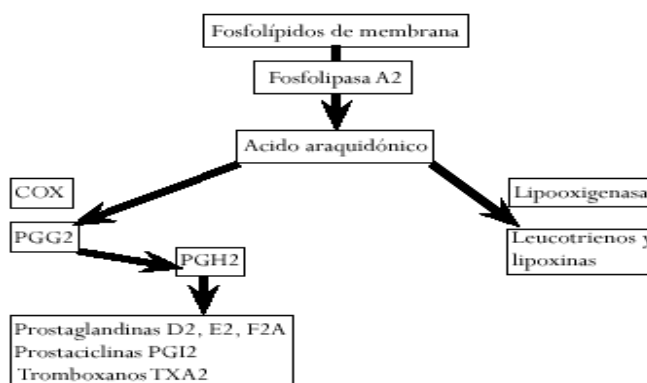 Fosfolípidos de membrana
Fosfolipasa A2
Acido araquidónico
COX
Lipooxigenasa
PGG2
Leucotrienos y
lipoxinas
PGH2
Prostaglandinas D2, E2, F2A
Prostaciclinas PGI2
Tromboxanos TXA2